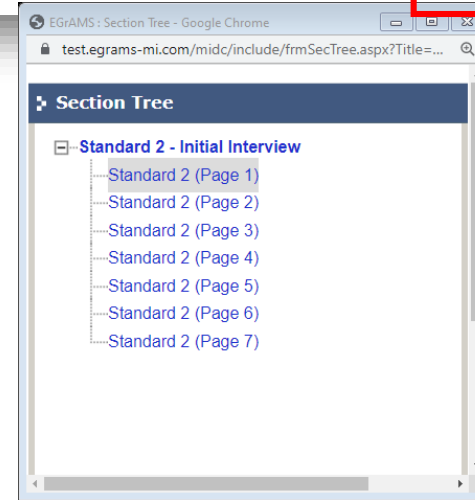 EGrAMS : Section Tree - Google Chrome
test.egrams-mi.com/midc/include/frmSecTree.aspx?Title=...
Section Tree
Standard 2 - Initial Interview
Standard 2 (Page 1)
Standard 2 (Page 2)
Standard 2 (Page 3)
Standard 2 (Page 4)
Standard 2 (Page 5)
Standard 2 (Page 6)
Standard 2 (Page 7)